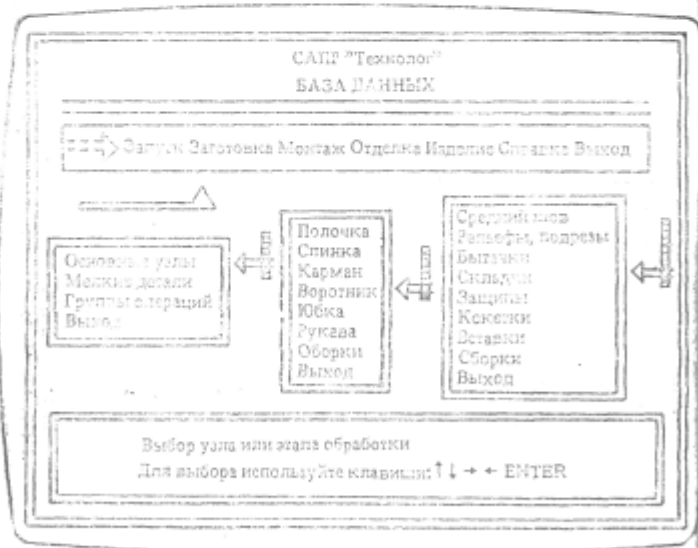 САПР "Технолог"
БАЗА ДАННЫХ
Запуск Заготовка Монтаж Отделка Изделие Справка Выход
Основные узлы
Мелкие детали
Группы операций
Выход
Полочка
Спинка
Карман
Воротник
Юбка
Рукава
Оборки
Выход
Средний шов
Рельефы, подрезы
Вытачки
Складки
Защипы
Кокетки
Вставки
Сборки
Выход
Выбор узла или этапа обработки
Для выбора используйте клавиши: ↑ ↓ → ← ENTER